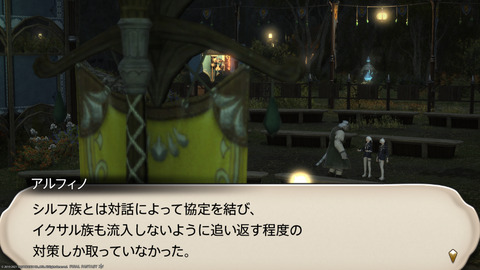 アルフィノ
シルフ族とは対話によって協定を結び、
イクサル族も流入しないように追い返す程度の
対策しか取っていなかった。